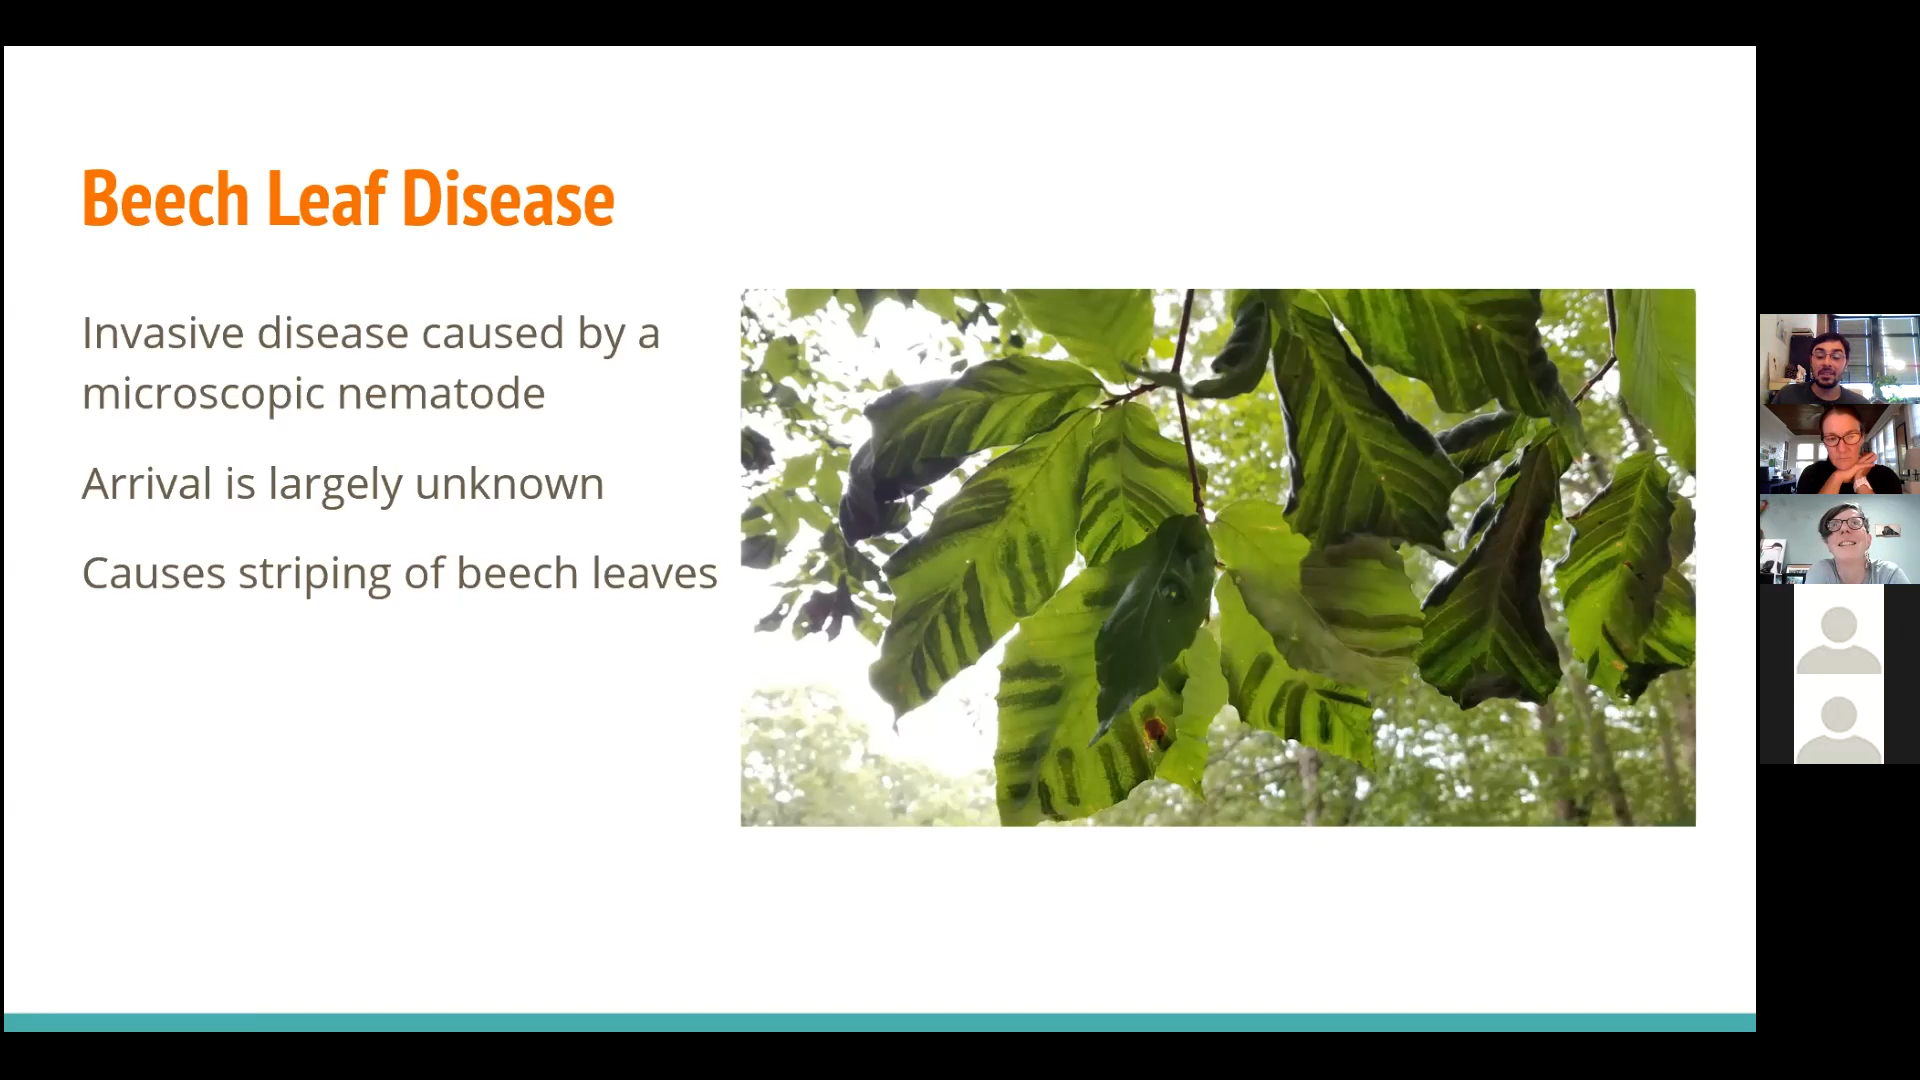 Beech Leaf Disease
Invasive disease caused by a
microscopic nematode
Arrival is largely unknown
Causes striping of beech leaves